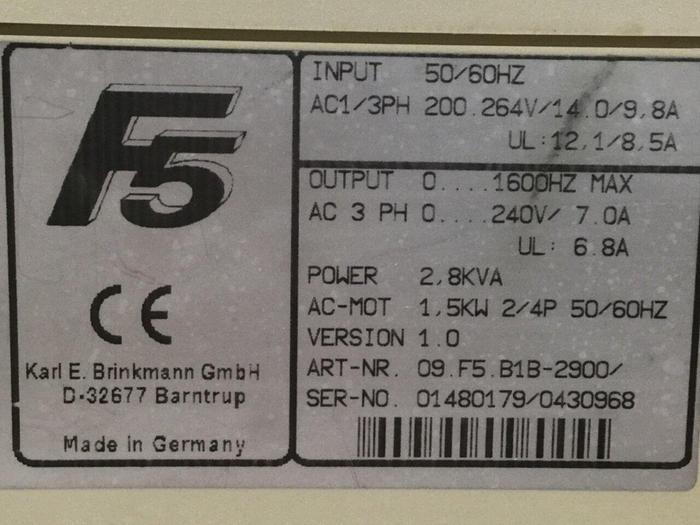 F5
CE
Karl E. Brinkmann GmbH
D-32677 Barntrup
Made in Germany
INPUT 50/60HZ
AC1/3PH 200.264V/14.0/9,8A
UL:12,1/8,5A
OUTPUT 0....1600HZ MAX
AC 3 PH 0....240V/ 7.0A
UL: 6.8A
POWER 2,8KVA
AC-MOT 1,5KW 2/4P 50/60HZ
VERSION 1.0
ART-NR. 09.F5.B1B-2900/
SER-NO. 01480179/0430968